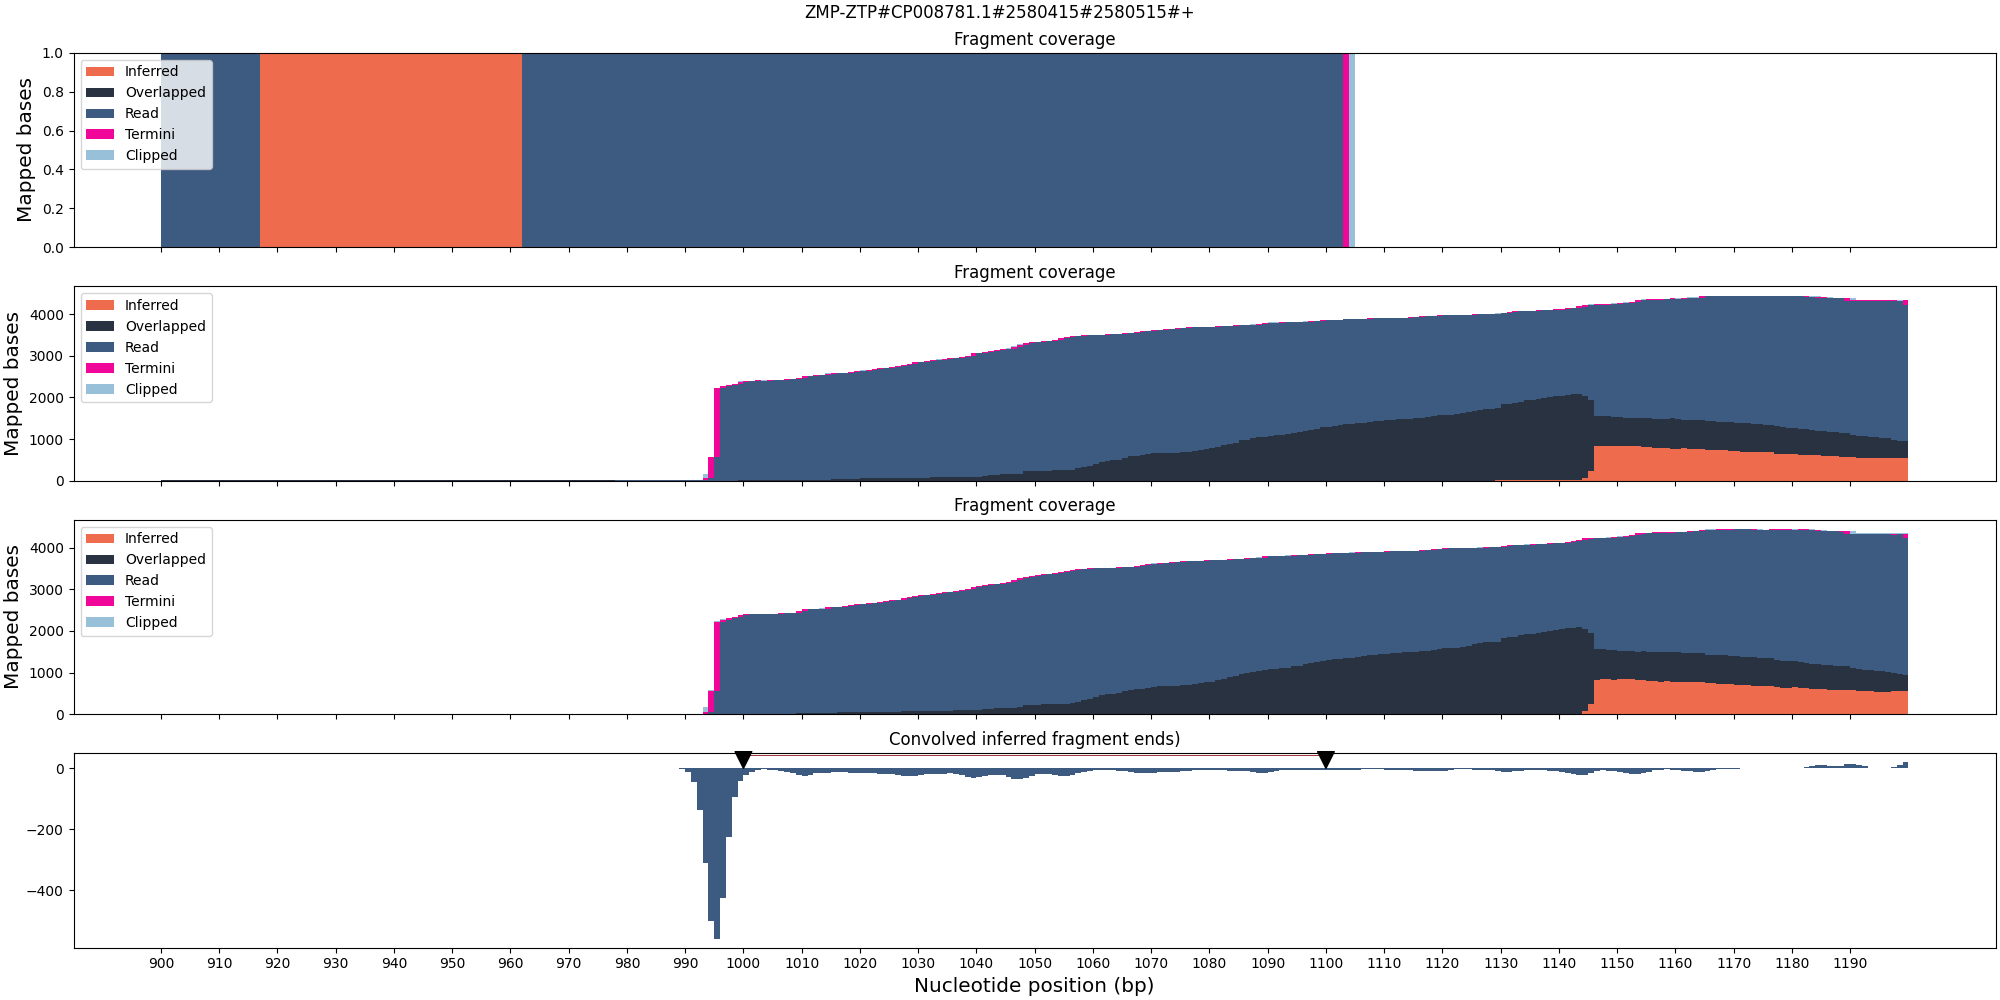 ZMP-ZTP#CP008781.1#2580415#2580515#+
Fragment coverage
Mapped bases
1.0
0.8
0.6
0.4
0.2
0.0
Inferred
Overlapped
Read
Termini
Clipped
Fragment coverage
Mapped bases
4000
3000
2000
1000
0
Inferred
Overlapped
Read
Termini
Clipped
Fragment coverage
Mapped bases
4000
3000
2000
1000
0
Inferred
Overlapped
Read
Termini
Clipped
Convolved inferred fragment ends)
0
−200
−400
900 910 920 930 940 950 960 970 980 990 1000 1010 1020 1030 1040 1050 1060 1070 1080 1090 1100 1110 1120 1130 1140 1150 1160 1170 1180 1190
Nucleotide position (bp)